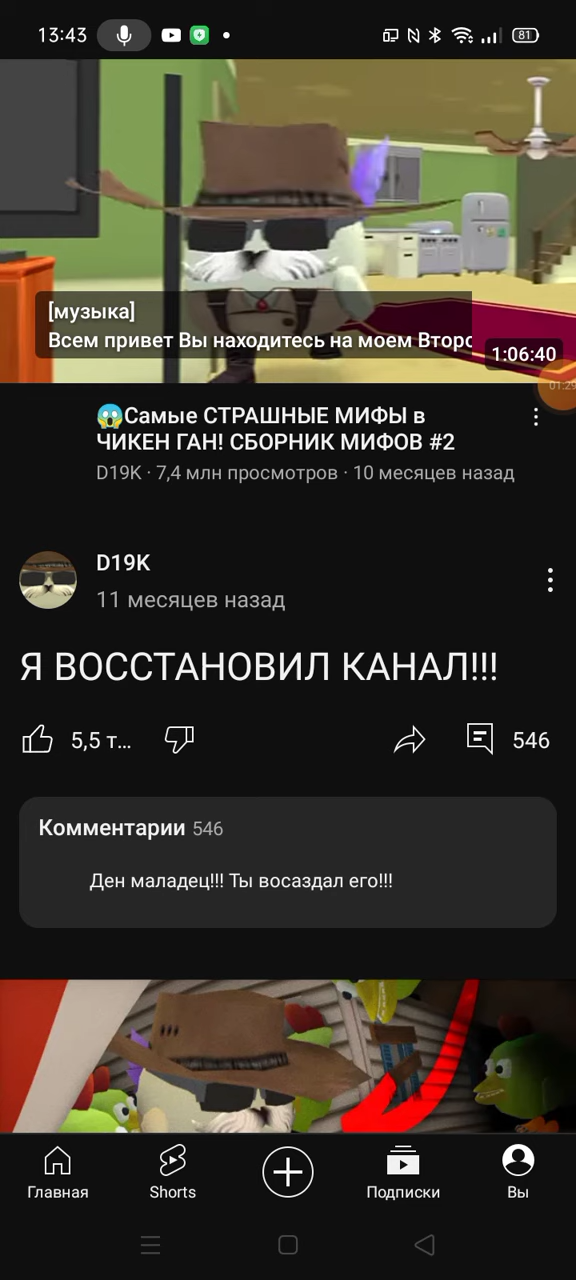 13:43
81
[музыка]
Всем привет Вы находитесь на моем Второ
1:06:40
01:29
😱Самые СТРАШНЫЕ МИФЫ в
ЧИКЕН ГАН! СБОРНИК МИФОВ #2
D19K · 7,4 млн просмотров · 10 месяцев назад
D19K
11 месяцев назад
Я ВОССТАНОВИЛ КАНАЛ!!!
5,5 т...
546
Комментарии 546
Ден маладец!!! Ты восаздал его!!!
Главная
Shorts
Подписки
Вы